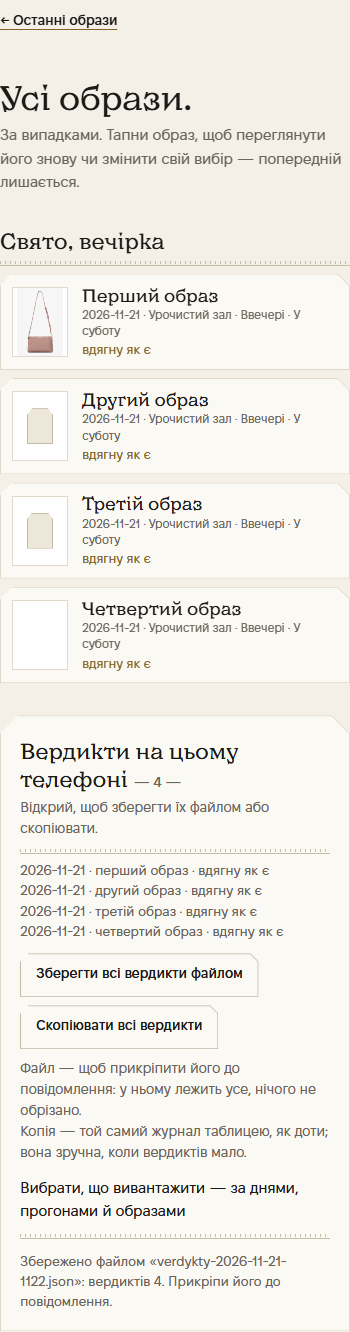 ← Останні образи
Усі образи.
За випадками. Тапни образ, щоб переглянути
його знову чи змінити свій вибір — попередній
лишається.
Свято, вечірка
Перший образ
2026-11-21 · Урочистий зал · Ввечері · У
суботу
вдягну як є
Другий образ
2026-11-21 · Урочистий зал · Ввечері · У
суботу
вдягну як є
Третій образ
2026-11-21 · Урочистий зал · Ввечері · У
суботу
вдягну як є
Четвертий образ
2026-11-21 · Урочистий зал · Ввечері · У
суботу
вдягну як є
Вердикти на цьому
телефоні — 4 —
Відкрий, щоб зберегти їх файлом або
скопіювати.
2026-11-21 · перший образ · вдягну як є
2026-11-21 · другий образ · вдягну як є
2026-11-21 · третій образ · вдягну як є
2026-11-21 · четвертий образ · вдягну як є
Зберегти всі вердикти файлом
Скопіювати всі вердикти
Файл — щоб прикріпити його до
повідомлення: у ньому лежить усе, нічого не
обрізано.
Копія — той самий журнал таблицею, як доти;
вона зручна, коли вердиктів мало.
Вибрати, що вивантажити — за днями,
прогонами й образами
Збережено файлом «verdykty-2026-11-21-
1122.json»: вердиктів 4. Прикріпи його до
повідомлення.